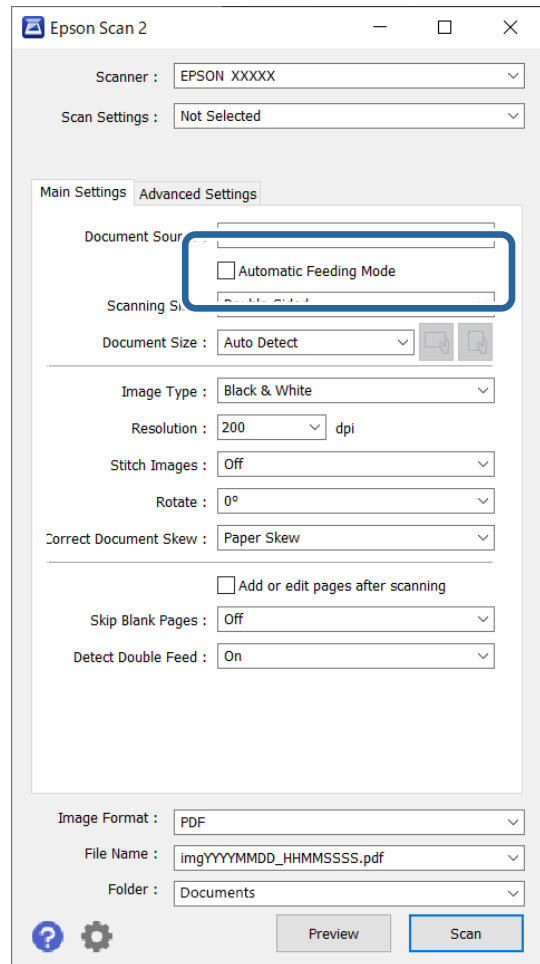 Epson Scan 2
Scanner : EPSON XXXXX
Scan Settings : Not Selected
Main Settings Advanced Settings
Document
Automatic Feeding Mode
Scanning
Document Size : Auto Detect
Image Type : Black & White
Resolution : 200 dpi
Stitch Images : Off
Rotate : 0°
Correct Document Skew : Paper Skew
Add or edit pages after scanning
Skip Blank Pages : Off
Detect Double Feed : On
Image Format : PDF
File Name : imgYYYYMMDD_HHMMSSSS.pdf
Folder : Documents
? Preview Scan